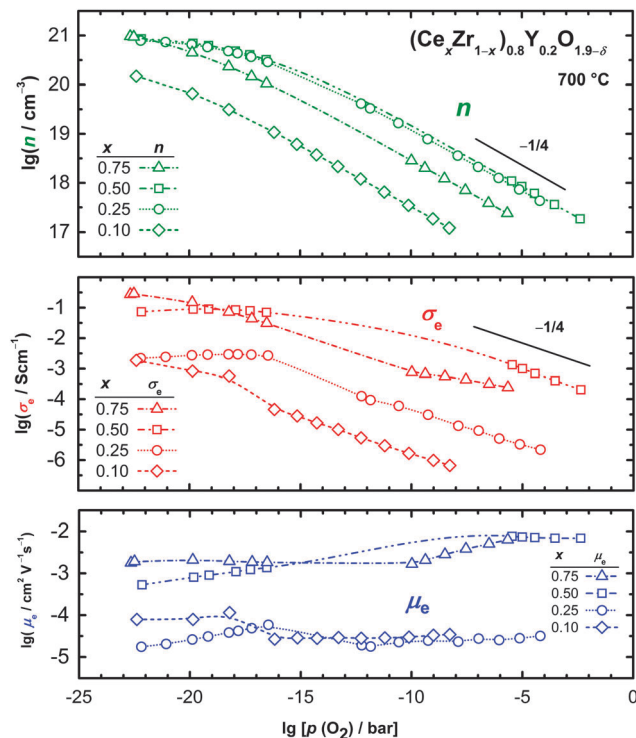 (CeₓZr₁₋ₓ)₀.₈Y₀.₂O₁.₉₋δ
700 °C
lg(n / cm⁻³)
21
20
19
18
17
n
−1/4
x n
0.75
0.50
0.25
0.10
lg(σₑ / Scm⁻¹)
-1
-2
-3
-4
-5
-6
σₑ
−1/4
x σₑ
0.75
0.50
0.25
0.10
lg(μₑ / cm² V⁻¹s⁻¹)
-2
-3
-4
-5
μₑ
x μₑ
0.75
0.50
0.25
0.10
-25 -20 -15 -10 -5 0
lg [p (O₂) / bar]